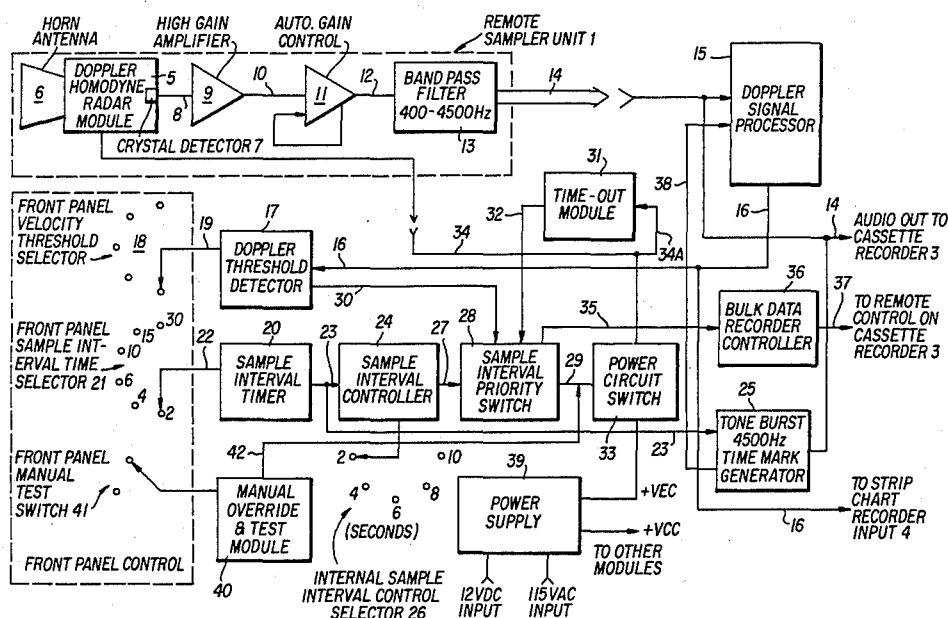 HORN
ANTENNA
HIGH GAIN
AMPLIFIER
AUTO. GAIN
CONTROL
REMOTE
SAMPLER UNIT 1
6
DOPPLER
HOMODYNE
RADAR
MODULE
5
8
9
10
11
12
BAND PASS
FILTER
400-4500Hz
13
14
CRYSTAL DETECTOR 7
15
DOPPLER
SIGNAL
PROCESSOR
31
TIME-OUT
MODULE
32
38
16
34
34A
14
AUDIO OUT TO
CASSETTE
RECORDER 3
FRONT PANEL
VELOCITY
THRESHOLD
SELECTOR
18
19
17
DOPPLER
THRESHOLD
DETECTOR
16
30
36
BULK DATA
RECORDER
CONTROLLER
37
TO REMOTE
CONTROL ON
CASSETTE
RECORDER 3
FRONT PANEL
SAMPLE INT-
ERVAL TIME
SELECTOR 21
30
15
10
6
4
2
22
20
SAMPLE
INTERVAL
TIMER
23
24
SAMPLE
INTERVAL
CONTROLLER
27
28
SAMPLE
INTERVAL
PRIORITY
SWITCH
35
29
POWER
CIRCUIT
SWITCH
33
23
25
TONE BURST
4500Hz
TIME MARK
GENERATOR
FRONT PANEL
MANUAL
TEST
SWITCH 41
42
MANUAL
OVERRIDE
& TEST
MODULE
40
2
4
6
8
10
(SECONDS)
INTERNAL SAMPLE
INTERVAL CONTROL
SELECTOR 26
39
POWER
SUPPLY
+VEC
+VCC
TO OTHER
MODULES
12VDC
INPUT
115VAC
INPUT
16
TO STRIP
CHART
RECORDER
INPUT 4
FRONT PANEL CONTROL